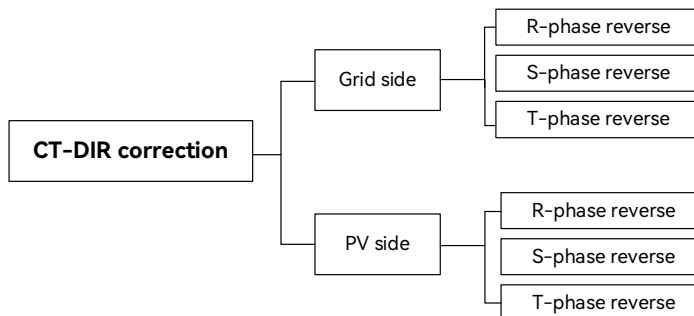 CT-DIR correction
Grid side
R-phase reverse
S-phase reverse
T-phase reverse
PV side
R-phase reverse
S-phase reverse
T-phase reverse